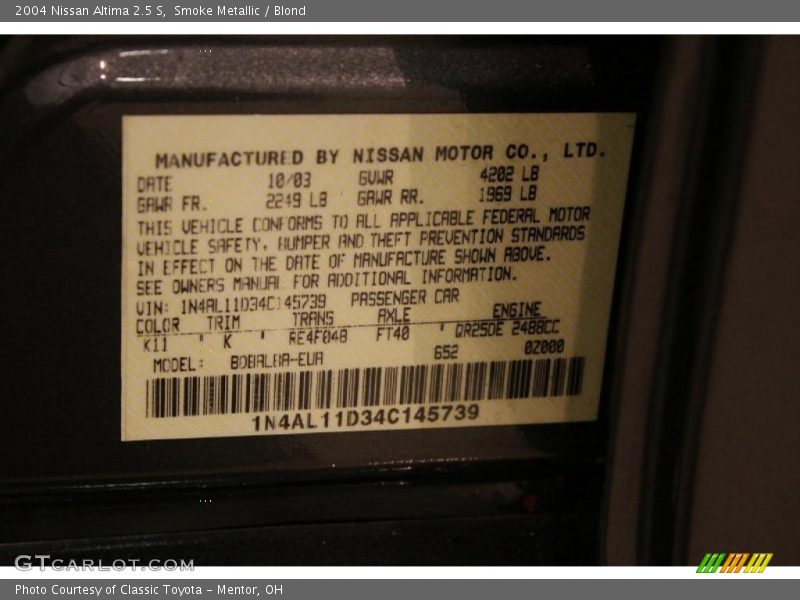 2004 Nissan Altima 2.5 S, Smoke Metallic / Blond
MANUFACTURED BY NISSAN MOTOR CO., LTD.
DATE 10/03 GVWR 4202 LB
GAWR FR. 2249 LB GAWR RR. 1969 LB
THIS VEHICLE CONFORMS TO ALL APPLICABLE FEDERAL MOTOR
VEHICLE SAFETY, BUMPER AND THEFT PREVENTION STANDARDS
IN EFFECT ON THE DATE OF MANUFACTURE SHOWN ABOVE.
SEE OWNERS MANUAL FOR ADDITIONAL INFORMATION.
VIN: 1N4AL11D34C145739 PASSENGER CAR
COLOR TRIM TRANS AXLE ENGINE
K11 K RE4F04B FT40 QR25DE 2488CC
MODEL: 652 0Z000
1N4AL11D34C145739
GTCARLOT.COM
Photo Courtesy of Classic Toyota - Mentor, OH